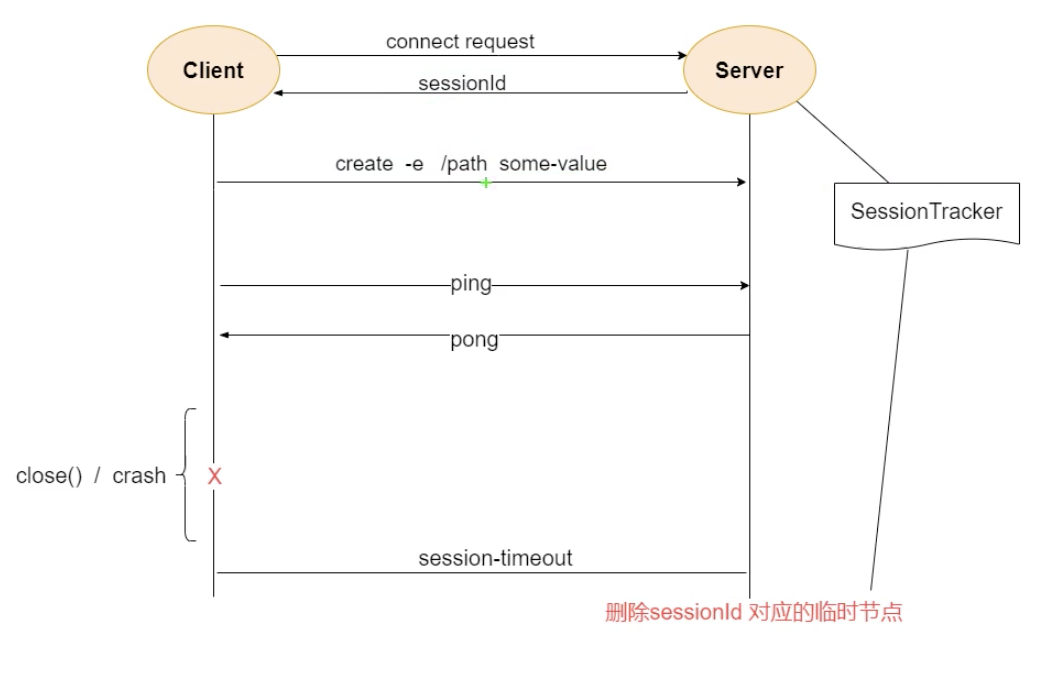 connect request
Client
Server
sessionId
create -e /path some-value
SessionTracker
ping
pong
close() / crash
X
session-timeout
删除sessionId 对应的临时节点